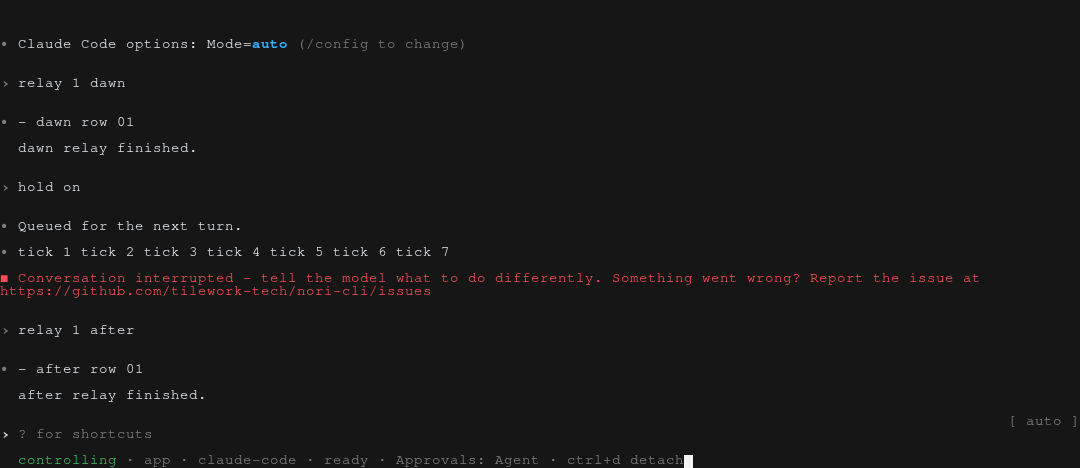 • Claude Code options: Mode=auto (/config to change)
› relay 1 dawn
• - dawn row 01
dawn relay finished.
› hold on
• Queued for the next turn.
• tick 1 tick 2 tick 3 tick 4 tick 5 tick 6 tick 7
■ Conversation interrupted - tell the model what to do differently. Something went wrong? Report the issue at
https://github.com/tilework-tech/nori-cli/issues
› relay 1 after
• - after row 01
after relay finished.
[ auto ]
› ? for shortcuts
controlling · app · claude-code · ready · Approvals: Agent · ctrl+d detach